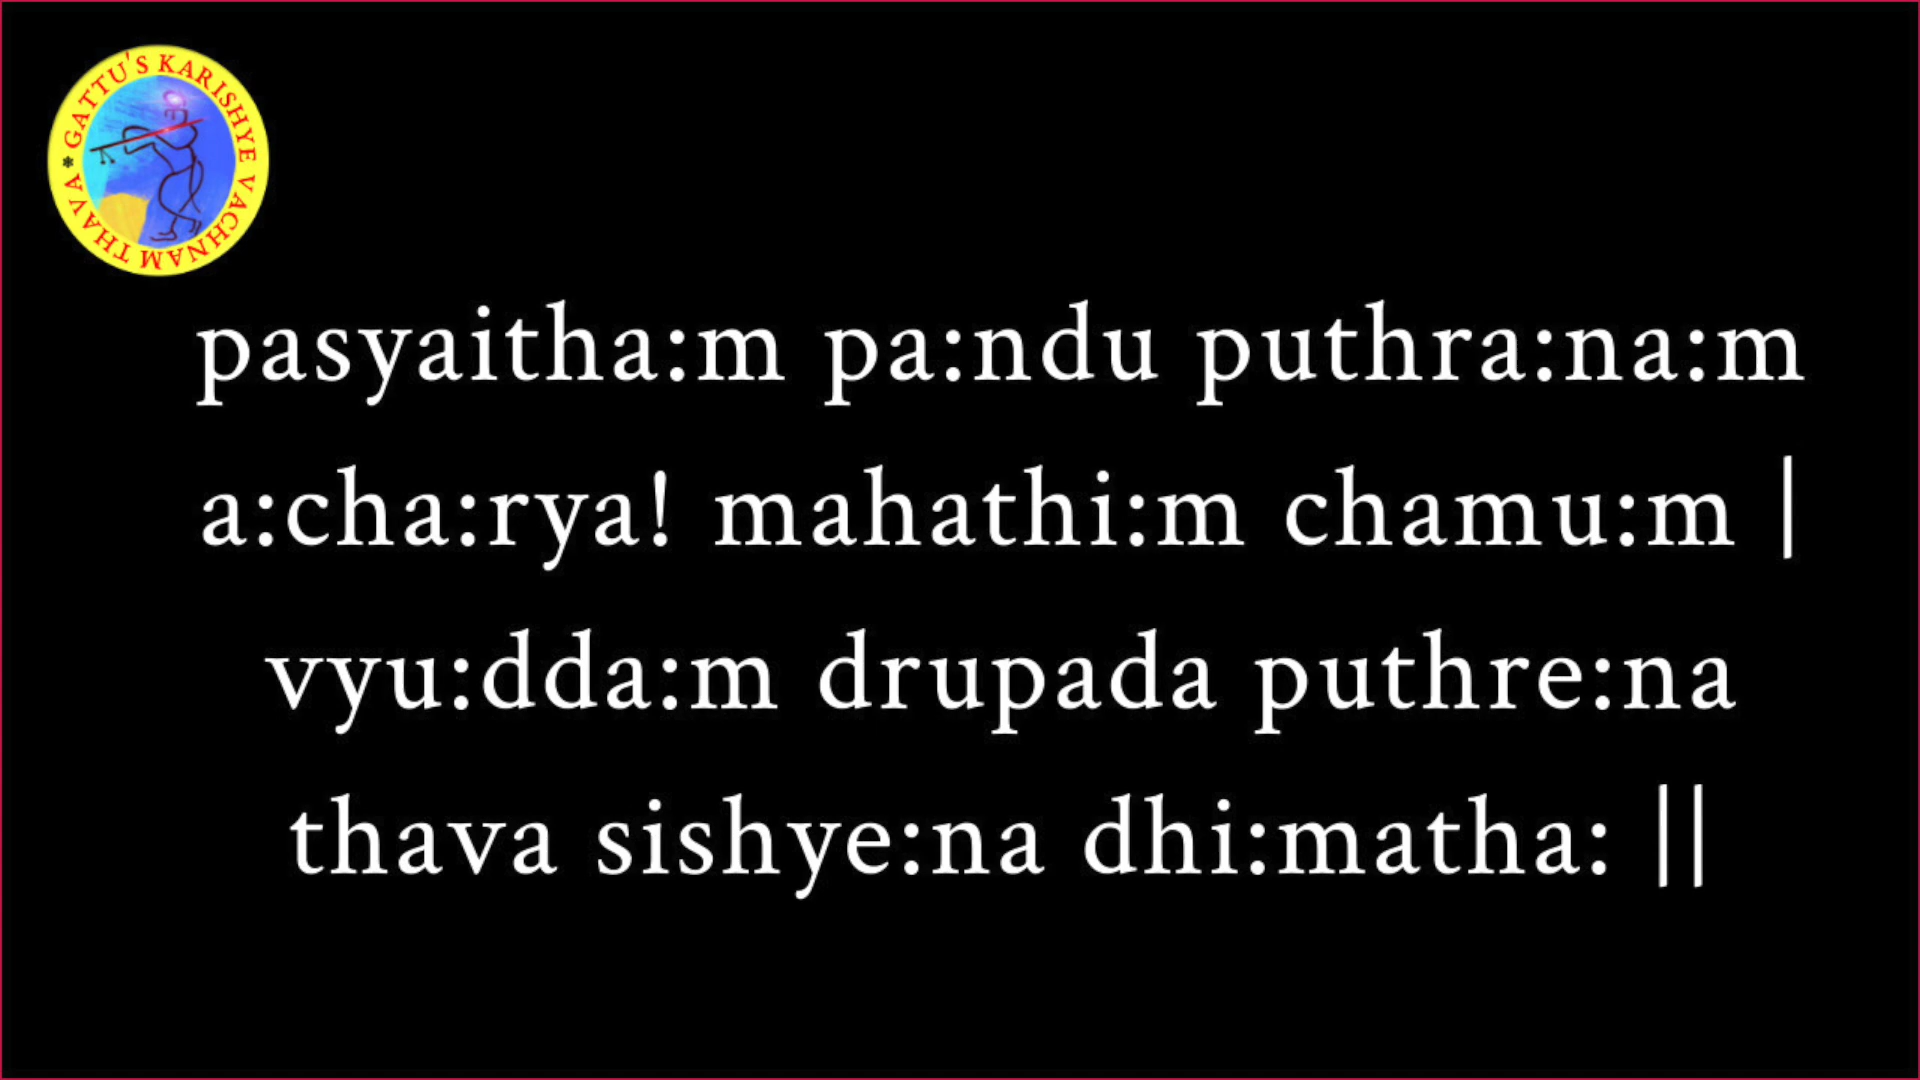 GATTU'S KARISHYE VACHNAM THAVA *
pasyaitha:m pa:ndu puthra:na:m
a:cha:rya! mahathi:m chamu:m |
vyu:dda:m drupada puthre:na
thava sishye:na dhi:matha: ||